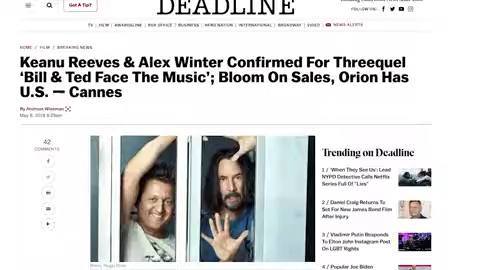 Got A Tip?
DEADLINE
TV | FILM | AWARDSLINE | BOX OFFICE | BUSINESS | INTERNATIONAL | BROADWAY | VIDEO | NEWS ALERTS
HOME / FILM / BREAKING NEWS
Keanu Reeves & Alex Winter Confirmed For Threequel
‘Bill & Ted Face The Music’; Bloom On Sales, Orion Has
U.S. — Cannes
By Andreas Wiseman
May 8, 2018 6:29am
42
COMMENTS
Trending on Deadline
1 / ‘When They See Us’: Lead
NYPD Detective Calls Netflix
Series Full Of “Lies”
2 / Daniel Craig Returns To
Set For New James Bond Film
After Injury
3 / Vladimir Putin Responds
To Elton John Instagram Post
On LGBT Rights
4 / Popular Joe Biden